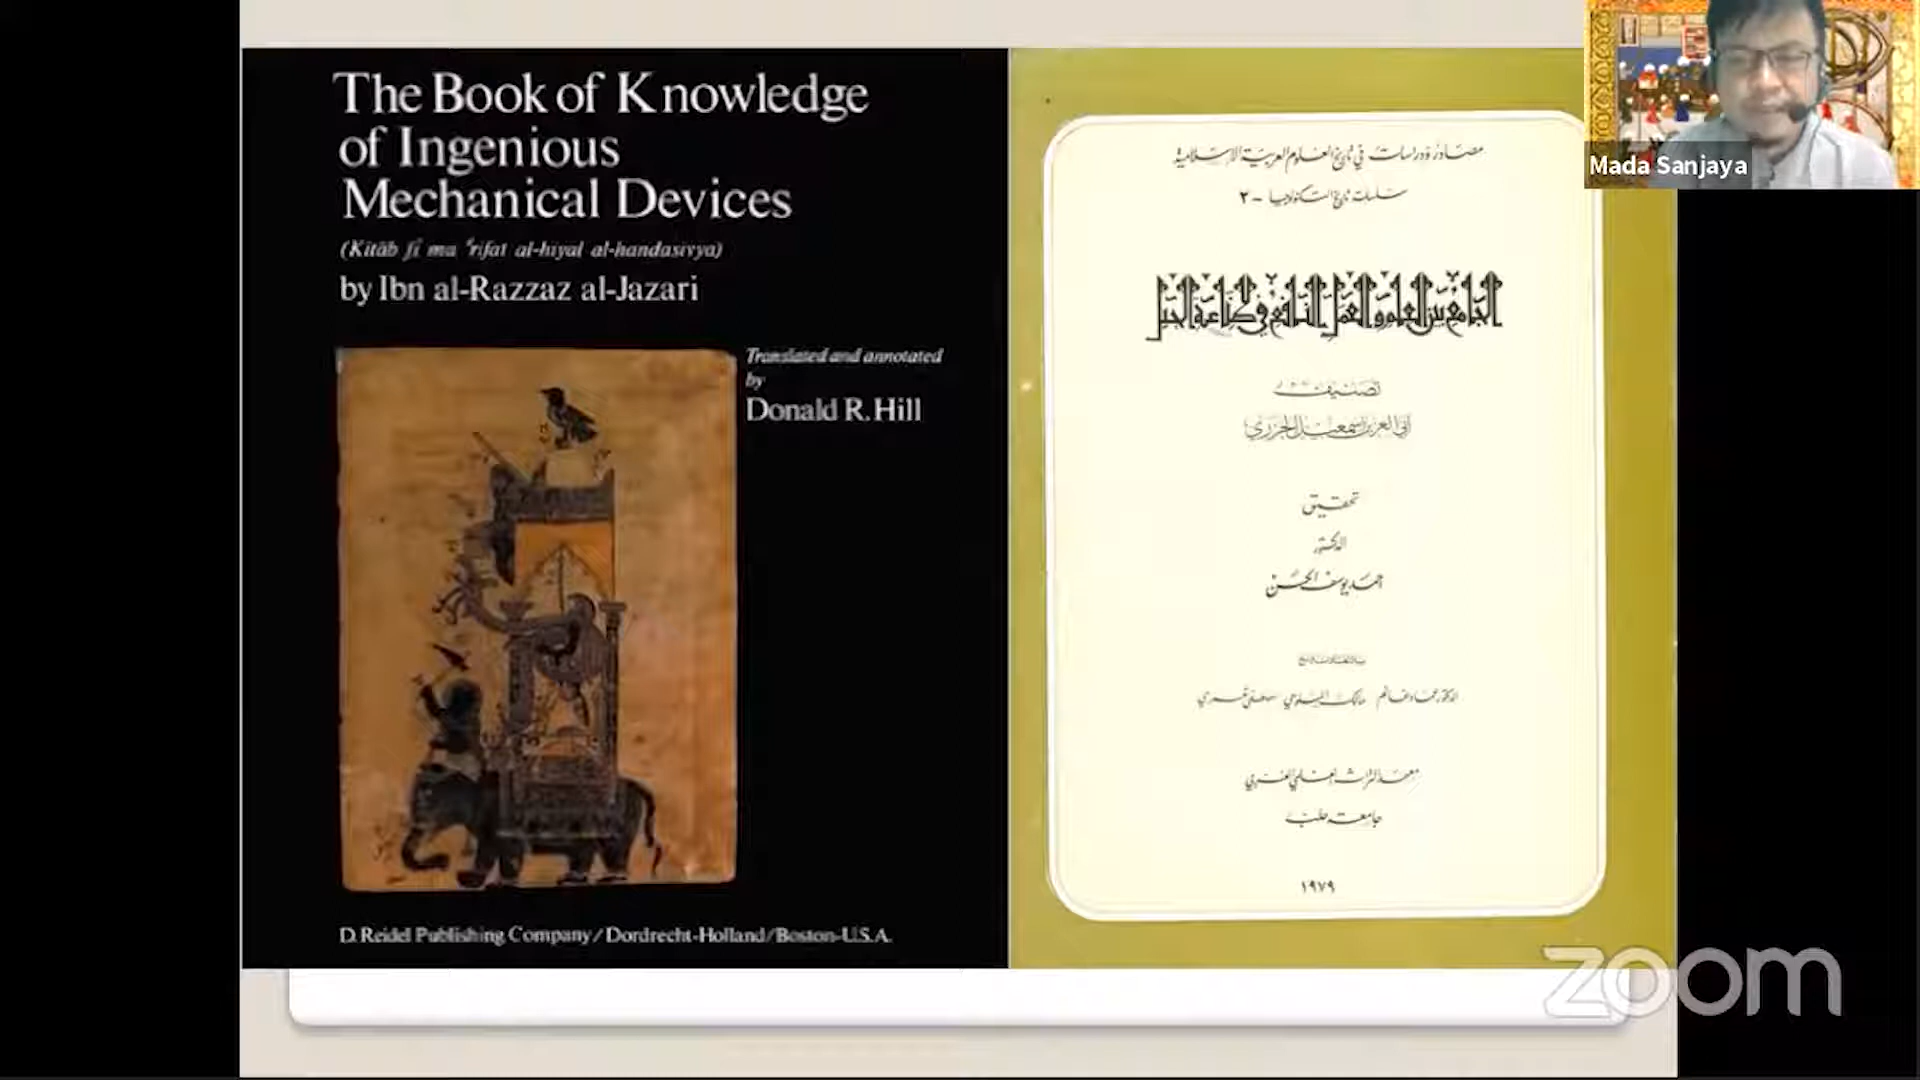 The Book of Knowledge
of Ingenious
Mechanical Devices
(Kitāb fī ma ʿrifat al-hiyal al-handasiyya)
by Ibn al-Razzaz al-Jazari
Translated and annotated
by
Donald R. Hill
D. Reidel Publishing Company/Dordrecht-Holland/Boston-U.S.A.
مصادر ودراسات في تاريخ العلوم العربية الإسلامية
سلسلة تاريخ التكنولوجيا - ٢
الجامع بين العلم والعمل النافع في صناعة الحيل
تصنيف
أبي العز بن إسمعيل الجزري
تحقيق
الدكتور
أحمد يوسف الحسن
معهد التراث العلمي العربي
جامعة حلب
١٩٧٩
Mada Sanjaya
zoom